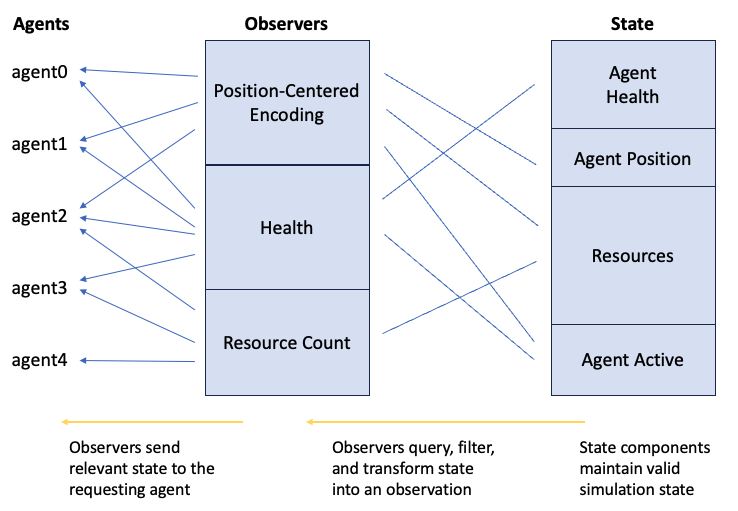 Agents
Observers
State
agent0
agent1
agent2
agent3
agent4
Position-Centered
Encoding
Health
Resource Count
Agent
Health
Agent Position
Resources
Agent Active
Observers send
relevant state to the
requesting agent
Observers query, filter,
and transform state
into an observation
State components
maintain valid
simulation state